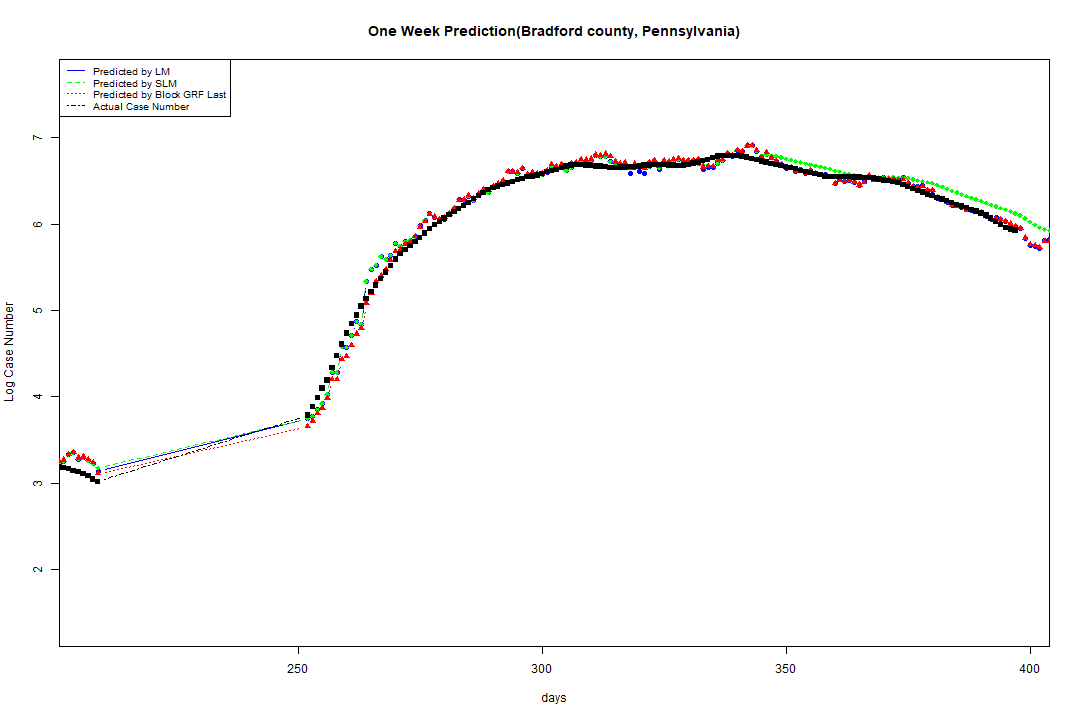 One Week Prediction(Bradford county, Pennsylvania)
Predicted by LM
Predicted by SLM
Predicted by Block GRF Last
Actual Case Number
7
6
5
4
3
2
Log Case Number
250 300 350 400
days